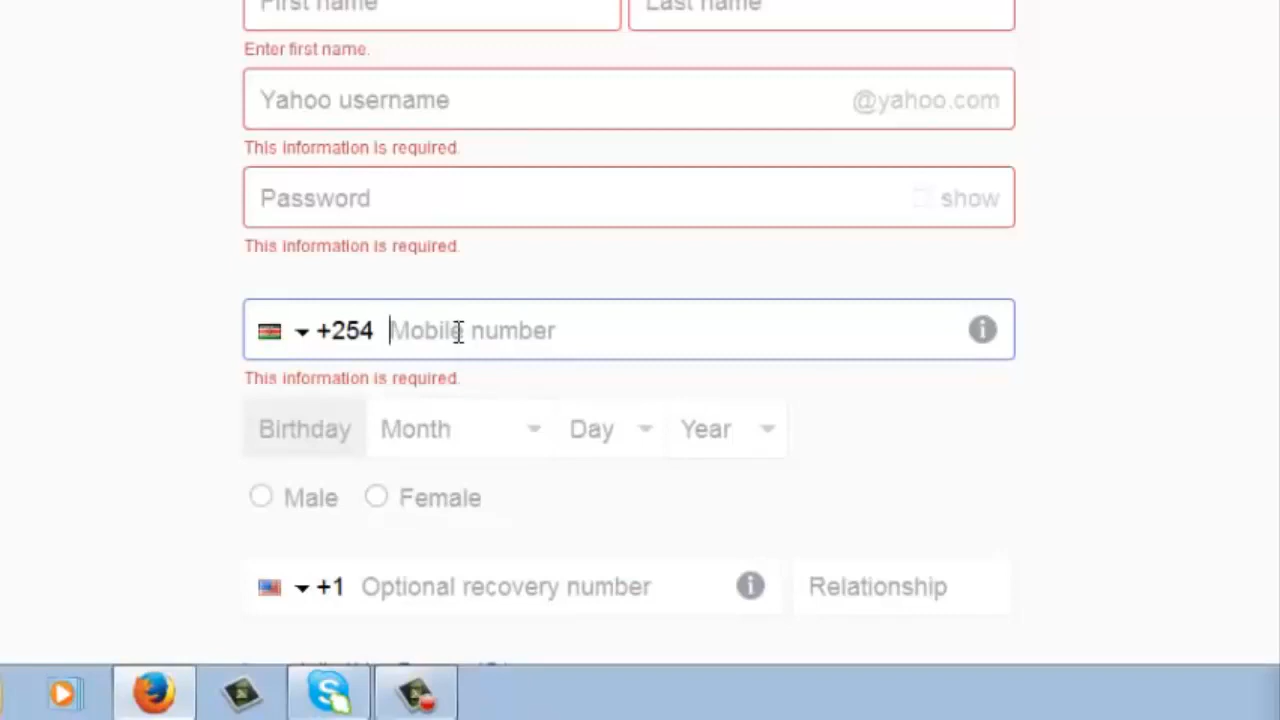 First name Last name
Enter first name.
Yahoo username @yahoo.com
This information is required.
Password show
This information is required.
+254 Mobile number
This information is required.
Birthday Month Day Year
Male Female
+1 Optional recovery number Relationship